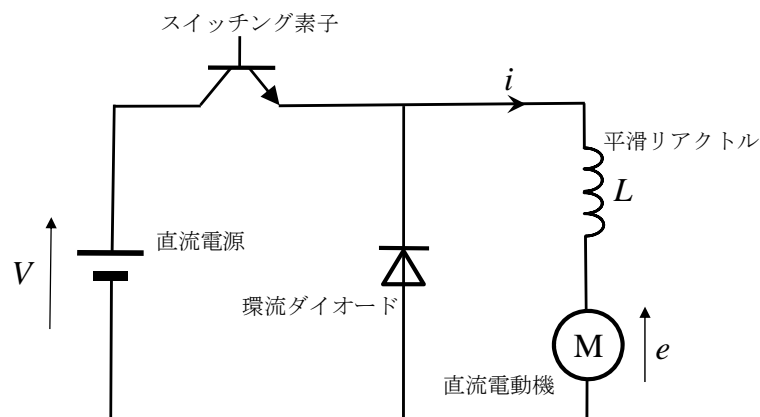 スイッチング素子
i
平滑リアクトル
L
直流電源
V
環流ダイオード
M
e
直流電動機